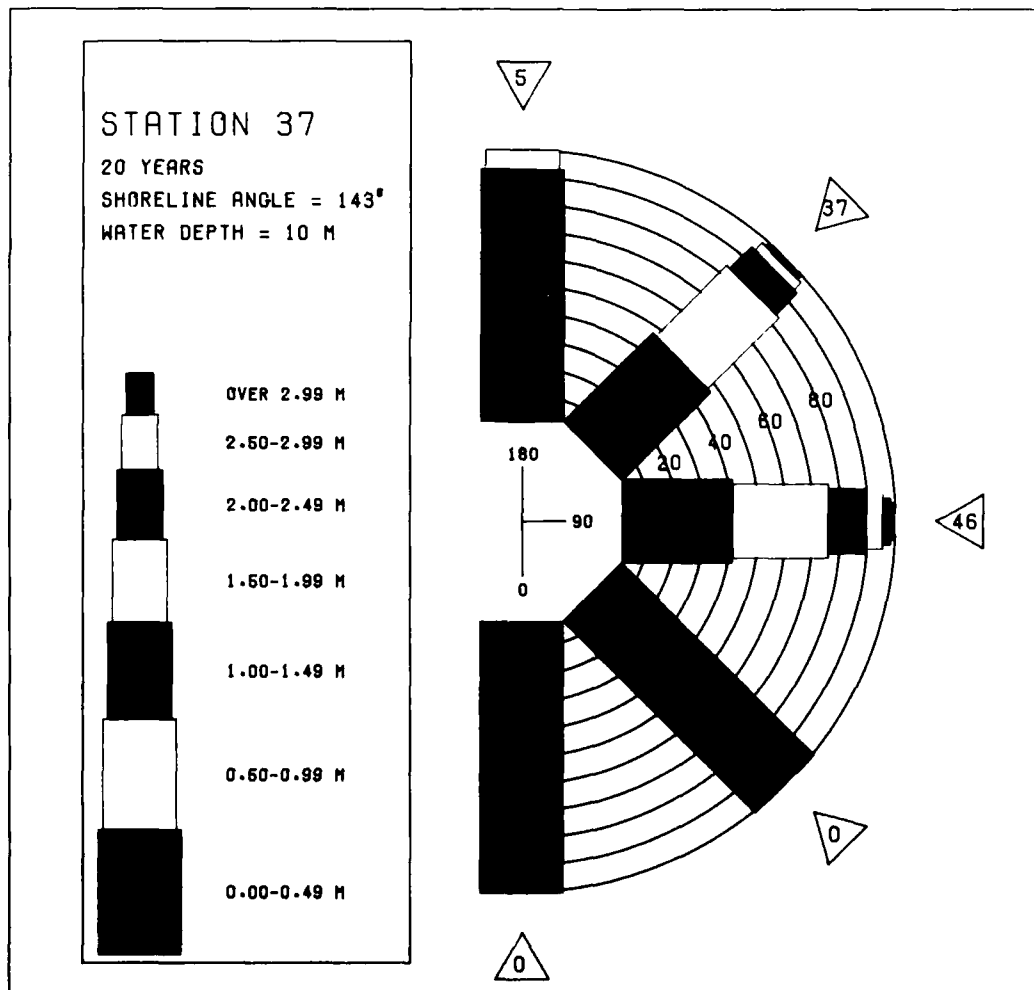 STATION 37
20 YEARS
SHORELINE ANGLE = 143°
WATER DEPTH = 10 M
OVER 2.99 M
2.50-2.99 M
2.00-2.49 M
1.50-1.99 M
1.00-1.49 M
0.50-0.99 M
0.00-0.49 M
5
37
80
60
40
20
180
90
0
46
0
0